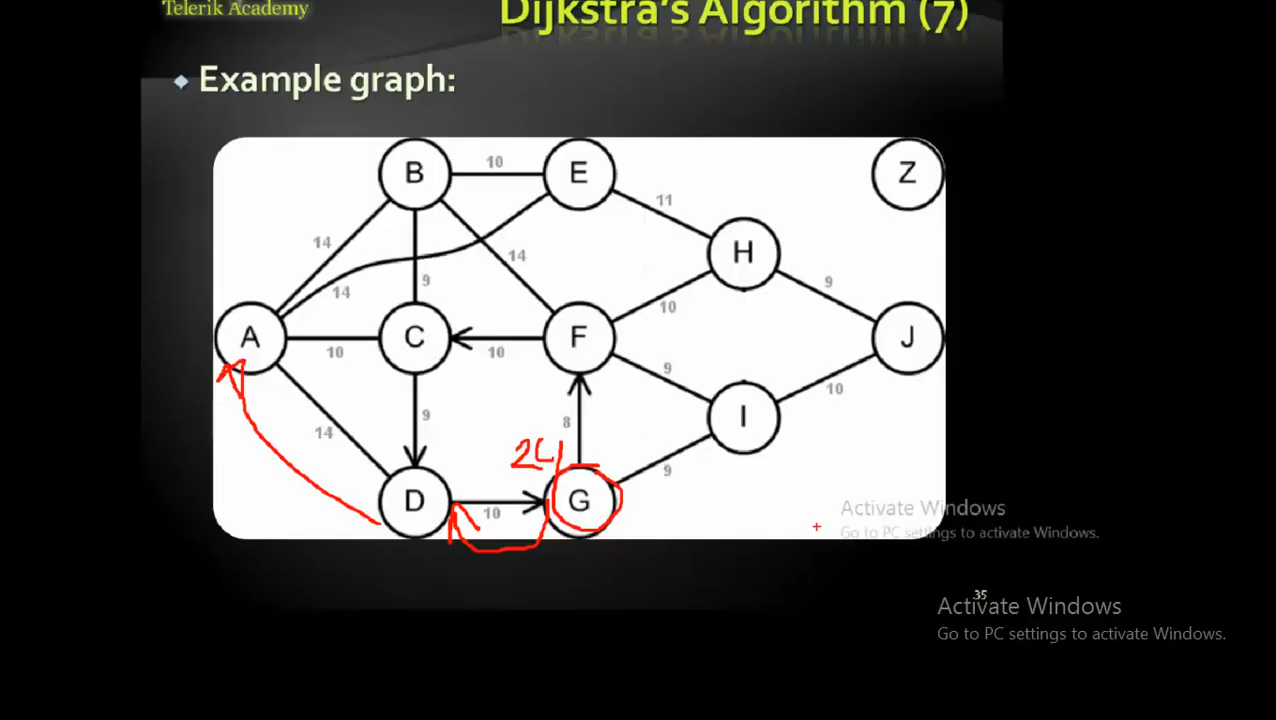 Telerik Academy
Dijkstra's Algorithm (7)
Example graph:
B
10
E
Z
11
14
14
H
9
14
9
10
A
C
F
J
10
10
9
10
14
9
8
I
24
9
D
10
G
Activate Windows
Go to PC settings to activate Windows.
35
Activate Windows
Go to PC settings to activate Windows.